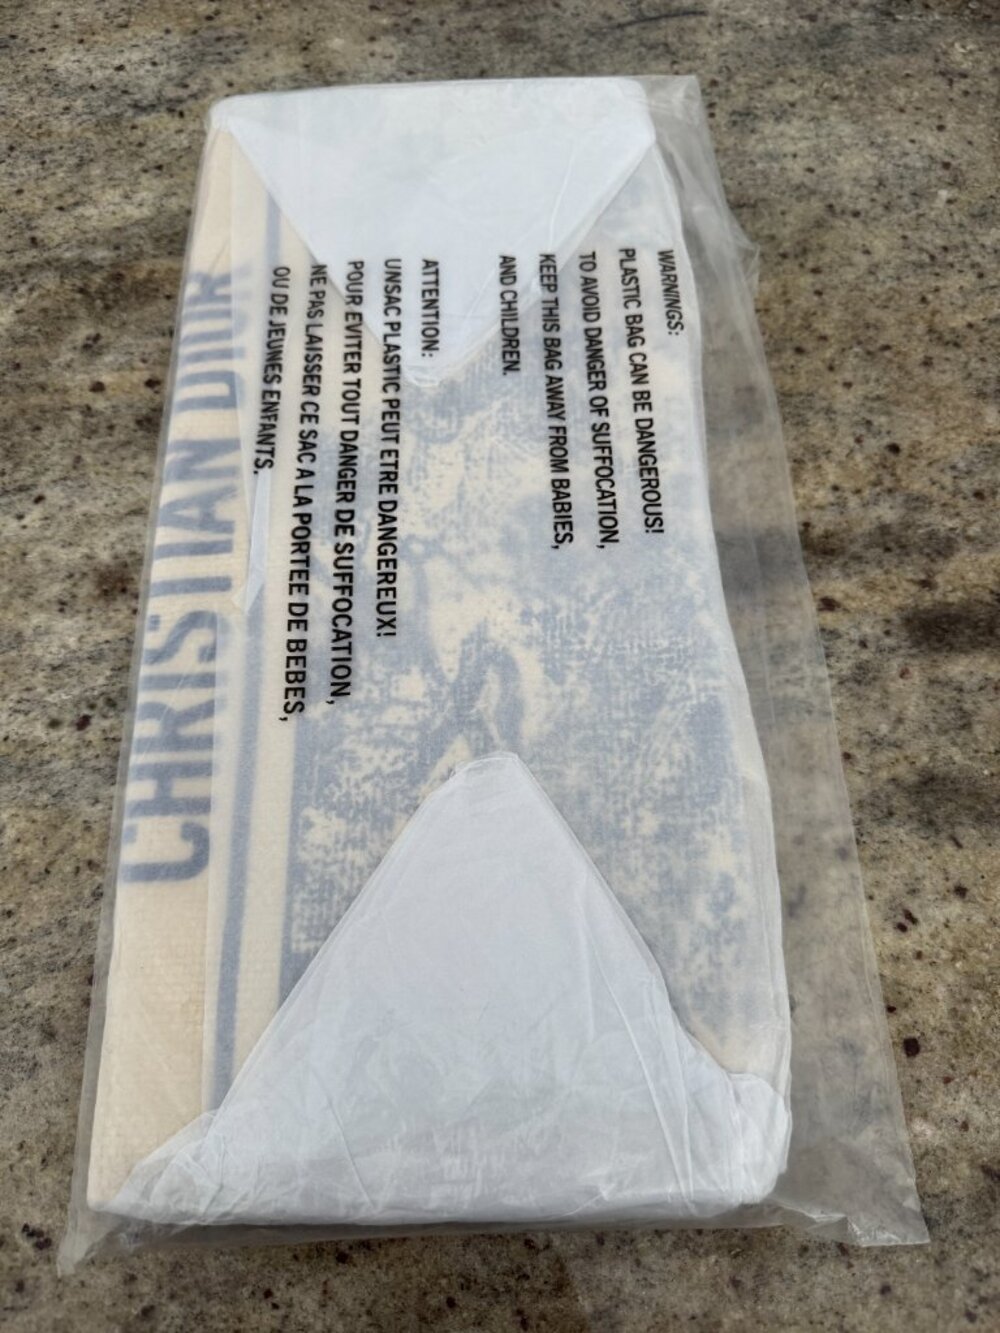 WARNINGS:
PLASTIC BAG CAN BE DANGEROUS!
TO AVOID DANGER OF SUFFOCATION,
KEEP THIS BAG AWAY FROM BABIES,
AND CHILDREN.
ATTENTION:
UNSAC PLASTIC PEUT ETRE DANGEREUX!
POUR EVITER TOUT DANGER DE SUFFOCATION,
NE PAS LAISSER CE SAC A LA PORTEE DE BEBES,
OU DE JEUNES ENFANTS.
CHRISTIAN DIOR